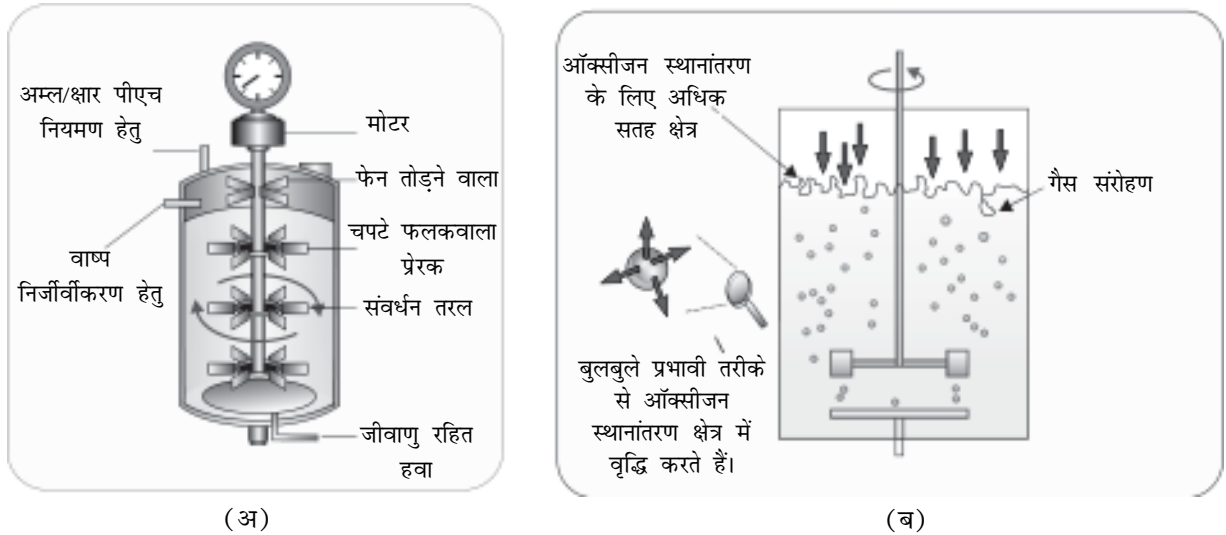 अम्ल/क्षार पीएच
नियमण हेतु
मोटर
फेन तोड़ने वाला
चपटे फलकवाला
प्रेरक
वाष्प
निर्जीर्वीकरण हेतु
संवर्धन तरल
जीवाणु रहित
हवा
(अ)
ऑक्सीजन स्थानांतरण
के लिए अधिक
सतह क्षेत्र
गैस संरोहण
बुलबुले प्रभावी तरीके
से ऑक्सीजन
स्थानांतरण क्षेत्र में
वृद्धि करते हैं।
(ब)